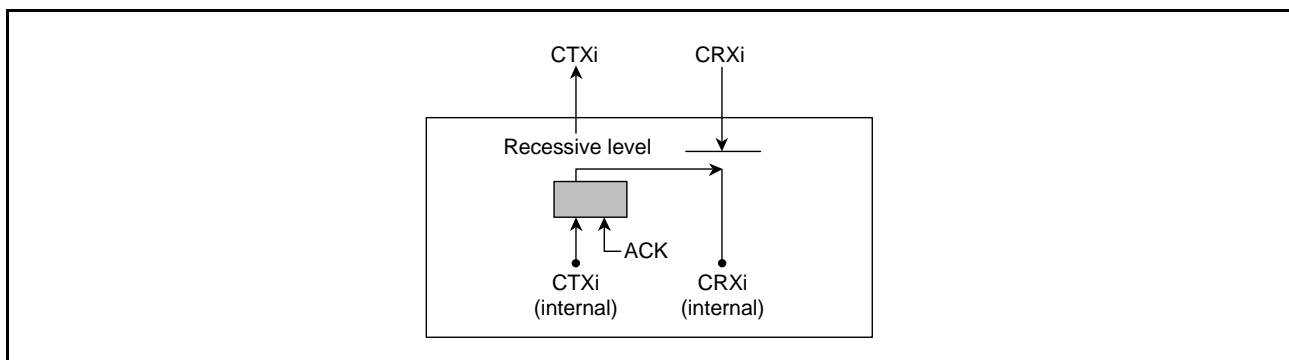 CTXi CRXi
Recessive level
ACK
CTXi CRXi
(internal) (internal)